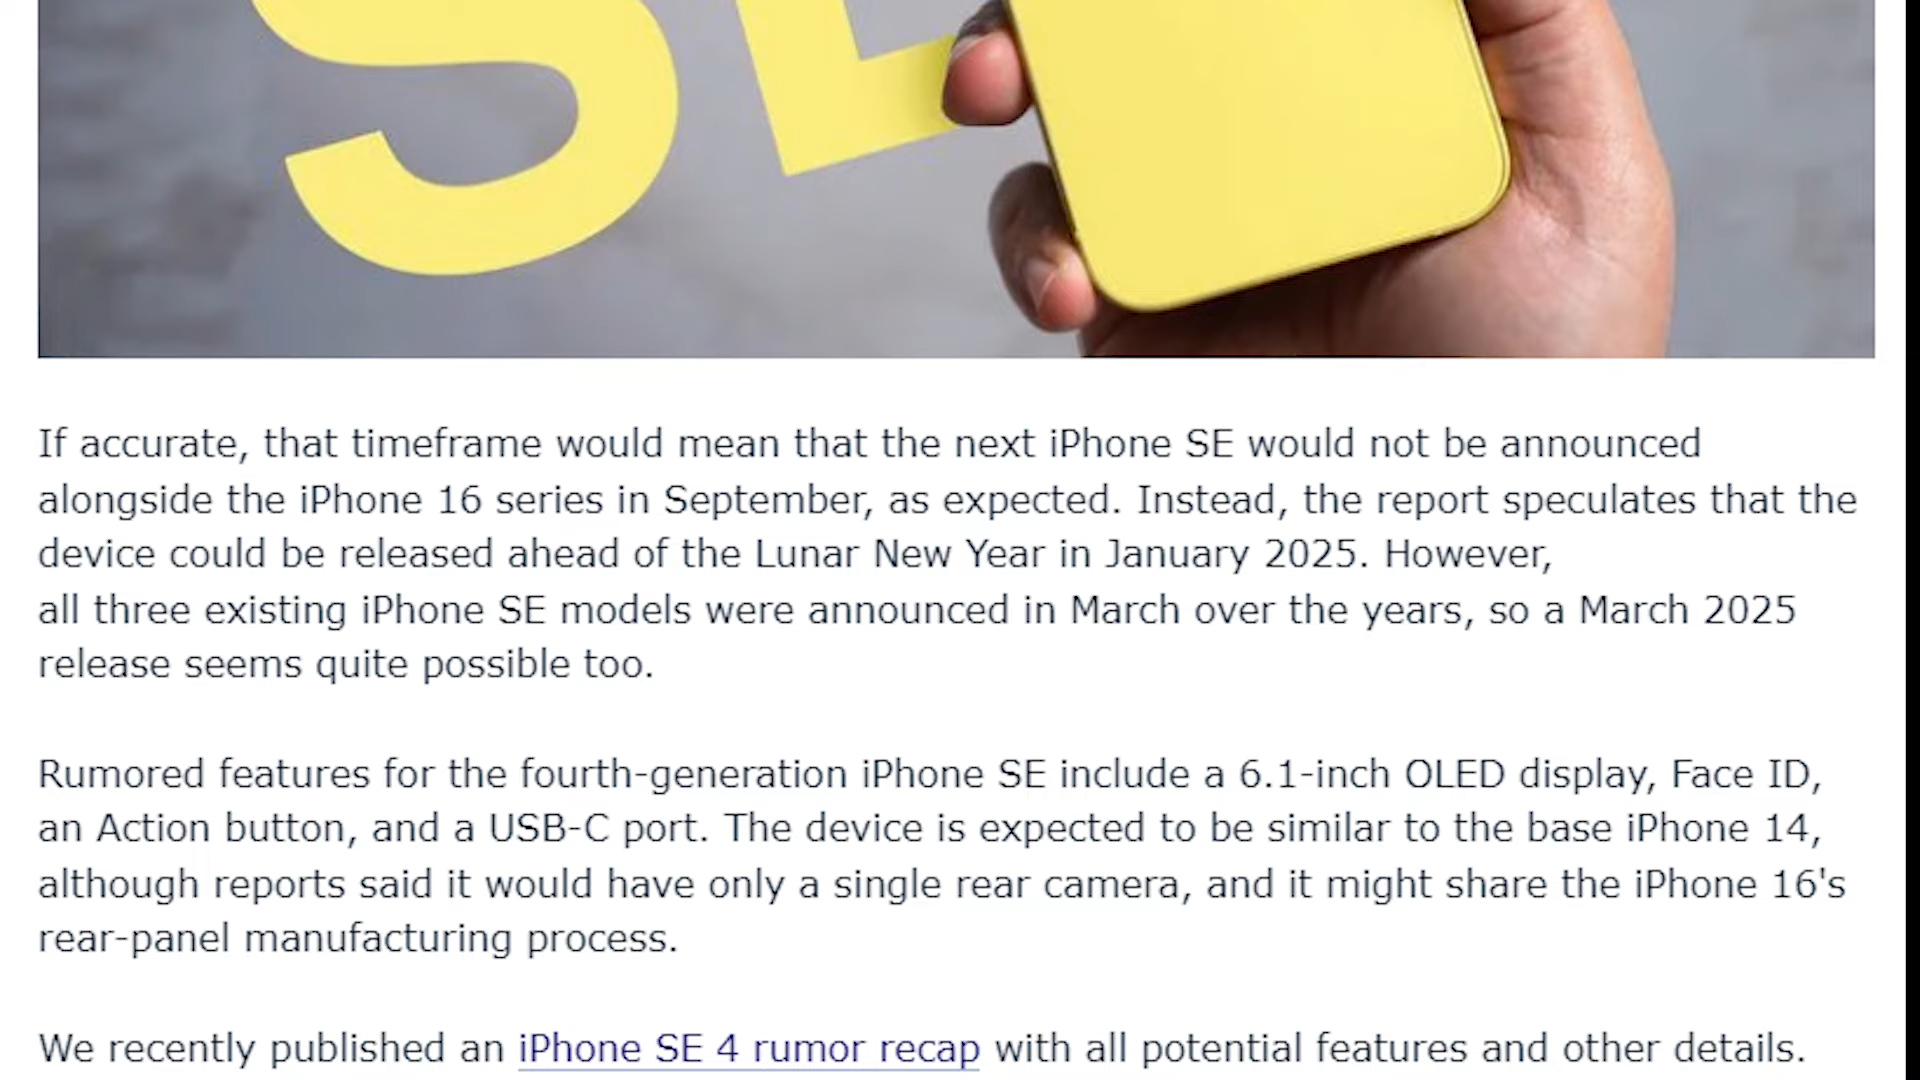 SE
If accurate, that timeframe would mean that the next iPhone SE would not be announced
alongside the iPhone 16 series in September, as expected. Instead, the report speculates that the
device could be released ahead of the Lunar New Year in January 2025. However,
all three existing iPhone SE models were announced in March over the years, so a March 2025
release seems quite possible too.
Rumored features for the fourth-generation iPhone SE include a 6.1-inch OLED display, Face ID,
an Action button, and a USB-C port. The device is expected to be similar to the base iPhone 14,
although reports said it would have only a single rear camera, and it might share the iPhone 16's
rear-panel manufacturing process.
We recently published an iPhone SE 4 rumor recap with all potential features and other details.